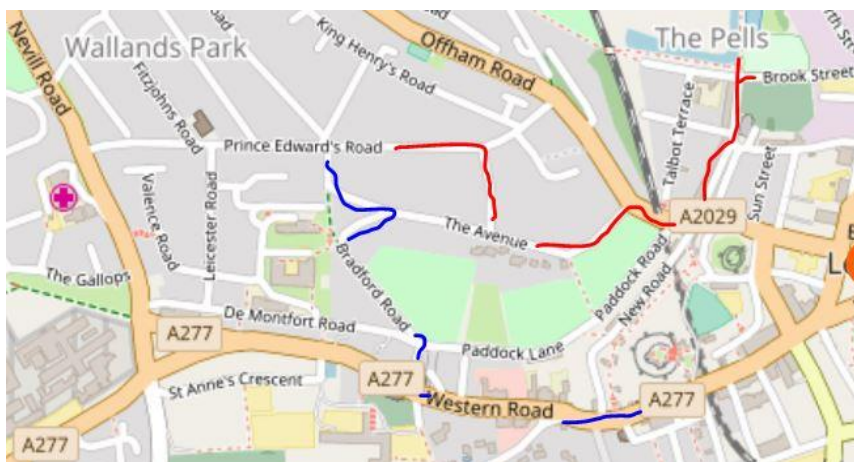 Nevill Road
Wallands Park
King Henry's Road
Offham Road
The Pells
Brook Street
Fitzjohns Road
Prince Edward's Road
Talbot Terrace
Sun Street
Valence Road
Leicester Road
The Avenue
A2029
The Gallops
Bradford Road
Paddock Road
New Road
De Montfort Road
Paddock Lane
A277
St Anne's Crescent
A277
Western Road
A277
A277